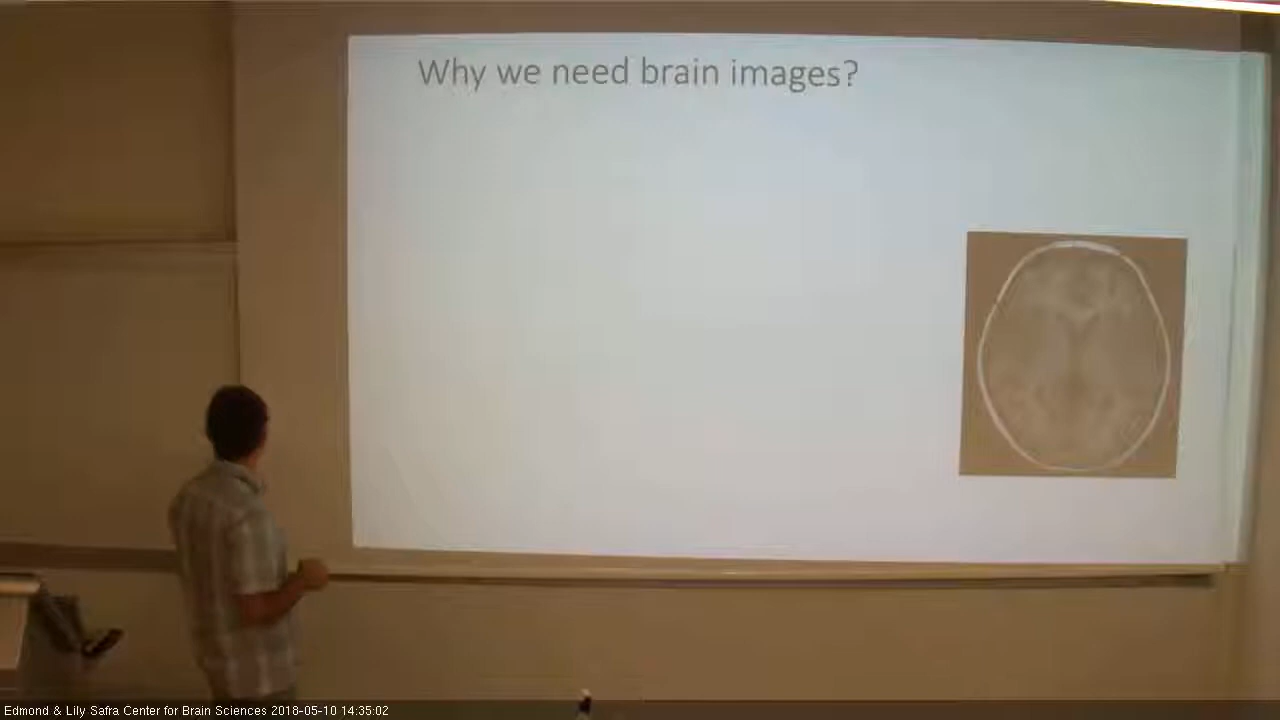 Why we need brain images?
Edmond & Lily Safra Center for Brain Sciences 2018-05-10 14:35:02